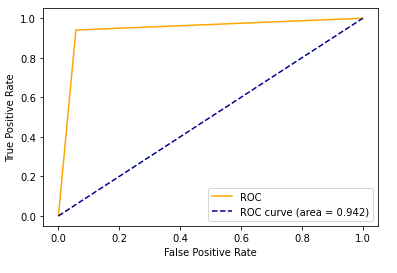 1.0
0.8
0.6
0.4
0.2
0.0
True Positive Rate
ROC
ROC curve (area = 0.942)
0.0 0.2 0.4 0.6 0.8 1.0
False Positive Rate